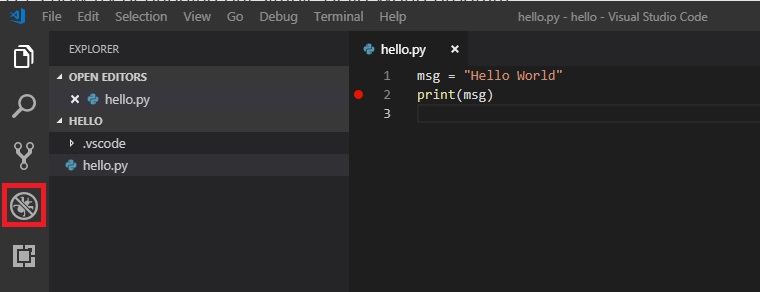 File Edit Selection View Go Debug Terminal Help hello.py - hello - Visual Studio Code
EXPLORER
OPEN EDITORS
hello.py
HELLO
.vscode
hello.py
hello.py
1 msg = "Hello World"
2 print(msg)
3